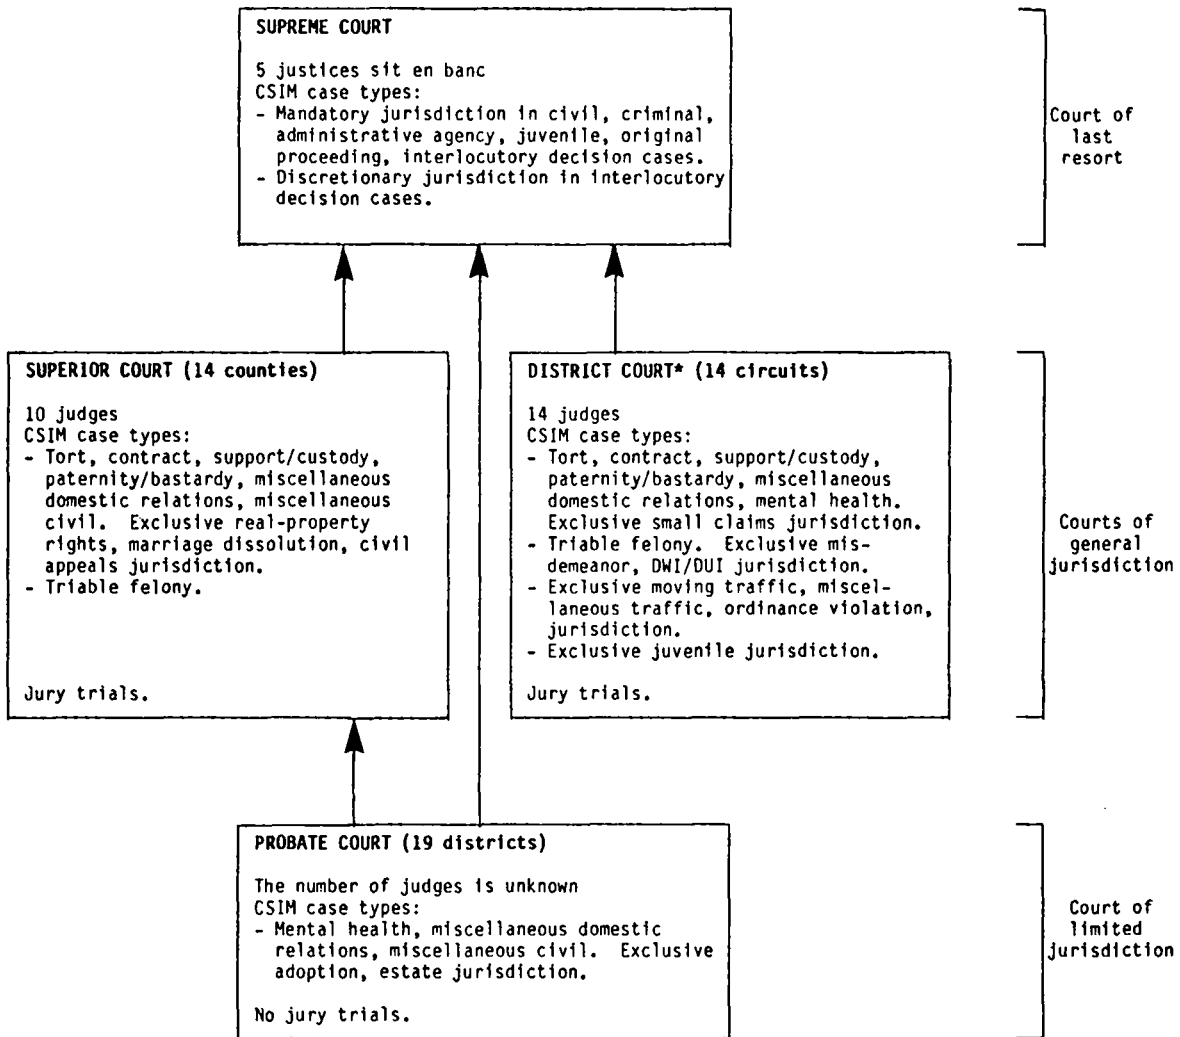 SUPREME COURT
5 justices sit en banc
CSIM case types:
- Mandatory jurisdiction in civil, criminal,
administrative agency, juvenile, original
proceeding, interlocutory decision cases.
- Discretionary jurisdiction in interlocutory
decision cases.
Court of
last
resort
SUPERIOR COURT (14 counties)
10 judges
CSIM case types:
- Tort, contract, support/custody,
paternity/bastardy, miscellaneous
domestic relations, miscellaneous
civil. Exclusive real-property
rights, marriage dissolution, civil
appeals jurisdiction.
- Triable felony.
Jury trials.
DISTRICT COURT* (14 circuits)
14 judges
CSIM case types:
- Tort, contract, support/custody,
paternity/bastardy, miscellaneous
domestic relations, mental health.
Exclusive small claims jurisdiction.
- Triable felony. Exclusive mis-
demeanor, DWI/DUI jurisdiction.
- Exclusive moving traffic, miscel-
laneous traffic, ordinance violation,
jurisdiction.
- Exclusive juvenile jurisdiction.
Jury trials.
Courts of
general
jurisdiction
PROBATE COURT (19 districts)
The number of judges is unknown
CSIM case types:
- Mental health, miscellaneous domestic
relations, miscellaneous civil. Exclusive
adoption, estate jurisdiction.
No jury trials.
Court of
limited
jurisdiction